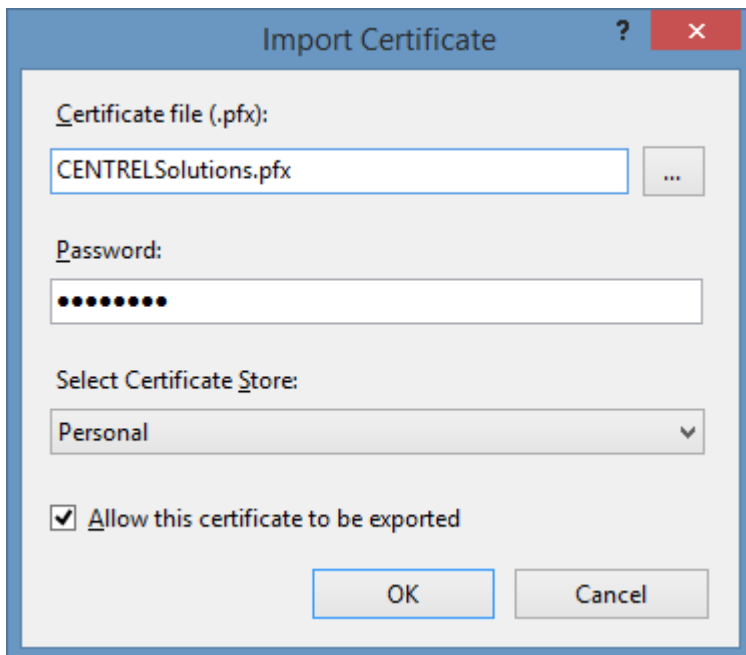 Import Certificate
?
×
Certificate file (.pfx):
CENTRELSolutions.pfx
...
Password:
●●●●●●●●
Select Certificate Store:
Personal
Allow this certificate to be exported
OK
Cancel